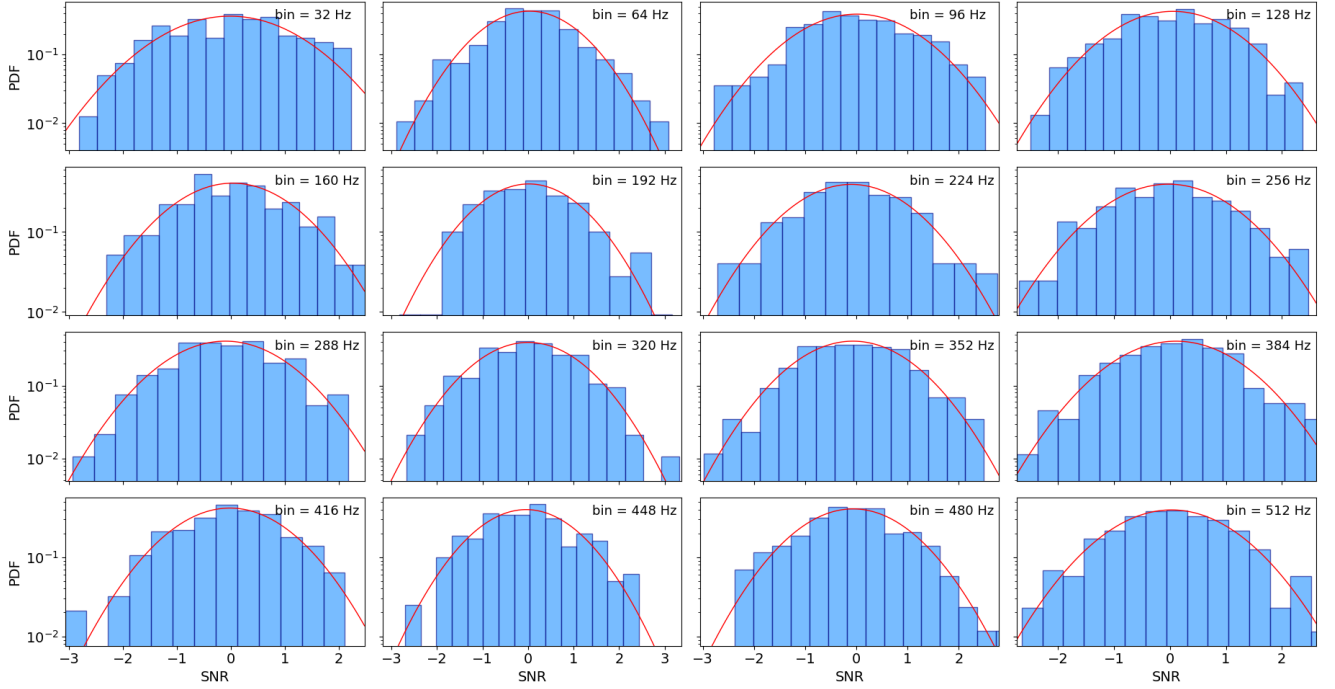 bin = 32 Hz
bin = 64 Hz
bin = 96 Hz
bin = 128 Hz
PDF
10⁻¹
10⁻²
bin = 160 Hz
bin = 192 Hz
bin = 224 Hz
bin = 256 Hz
PDF
10⁻¹
10⁻²
bin = 288 Hz
bin = 320 Hz
bin = 352 Hz
bin = 384 Hz
PDF
10⁻¹
10⁻²
bin = 416 Hz
bin = 448 Hz
bin = 480 Hz
bin = 512 Hz
PDF
10⁻¹
10⁻²
−3 −2 −1 0 1 2
−3 −2 −1 0 1 2 3
−3 −2 −1 0 1 2
−2 −1 0 1 2
SNR
SNR
SNR
SNR